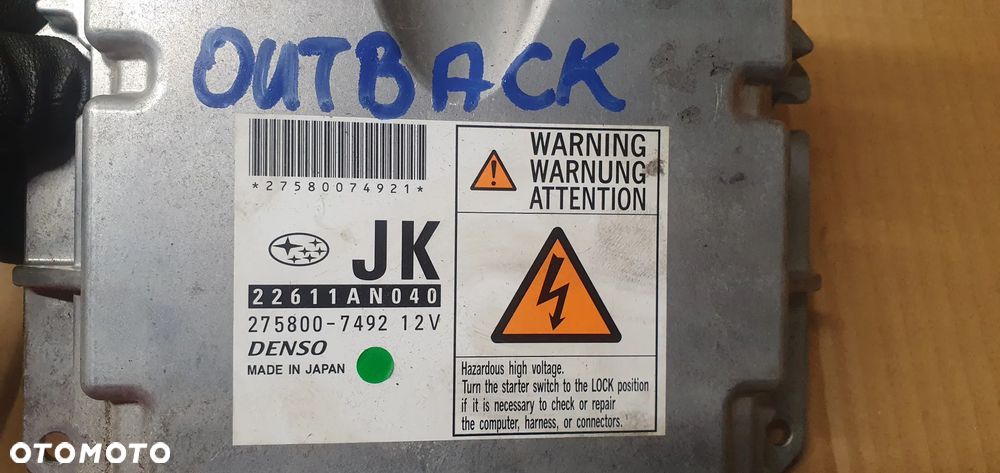 OUTBACK
*27580074921*
JK
22611AN040
275800-7492 12V
DENSO
MADE IN JAPAN
WARNING
WARNUNG
ATTENTION
Hazardous high voltage.
Turn the starter switch to the LOCK position
if it is necessary to check or repair
the computer, harness, or connectors.
OTOMOTO